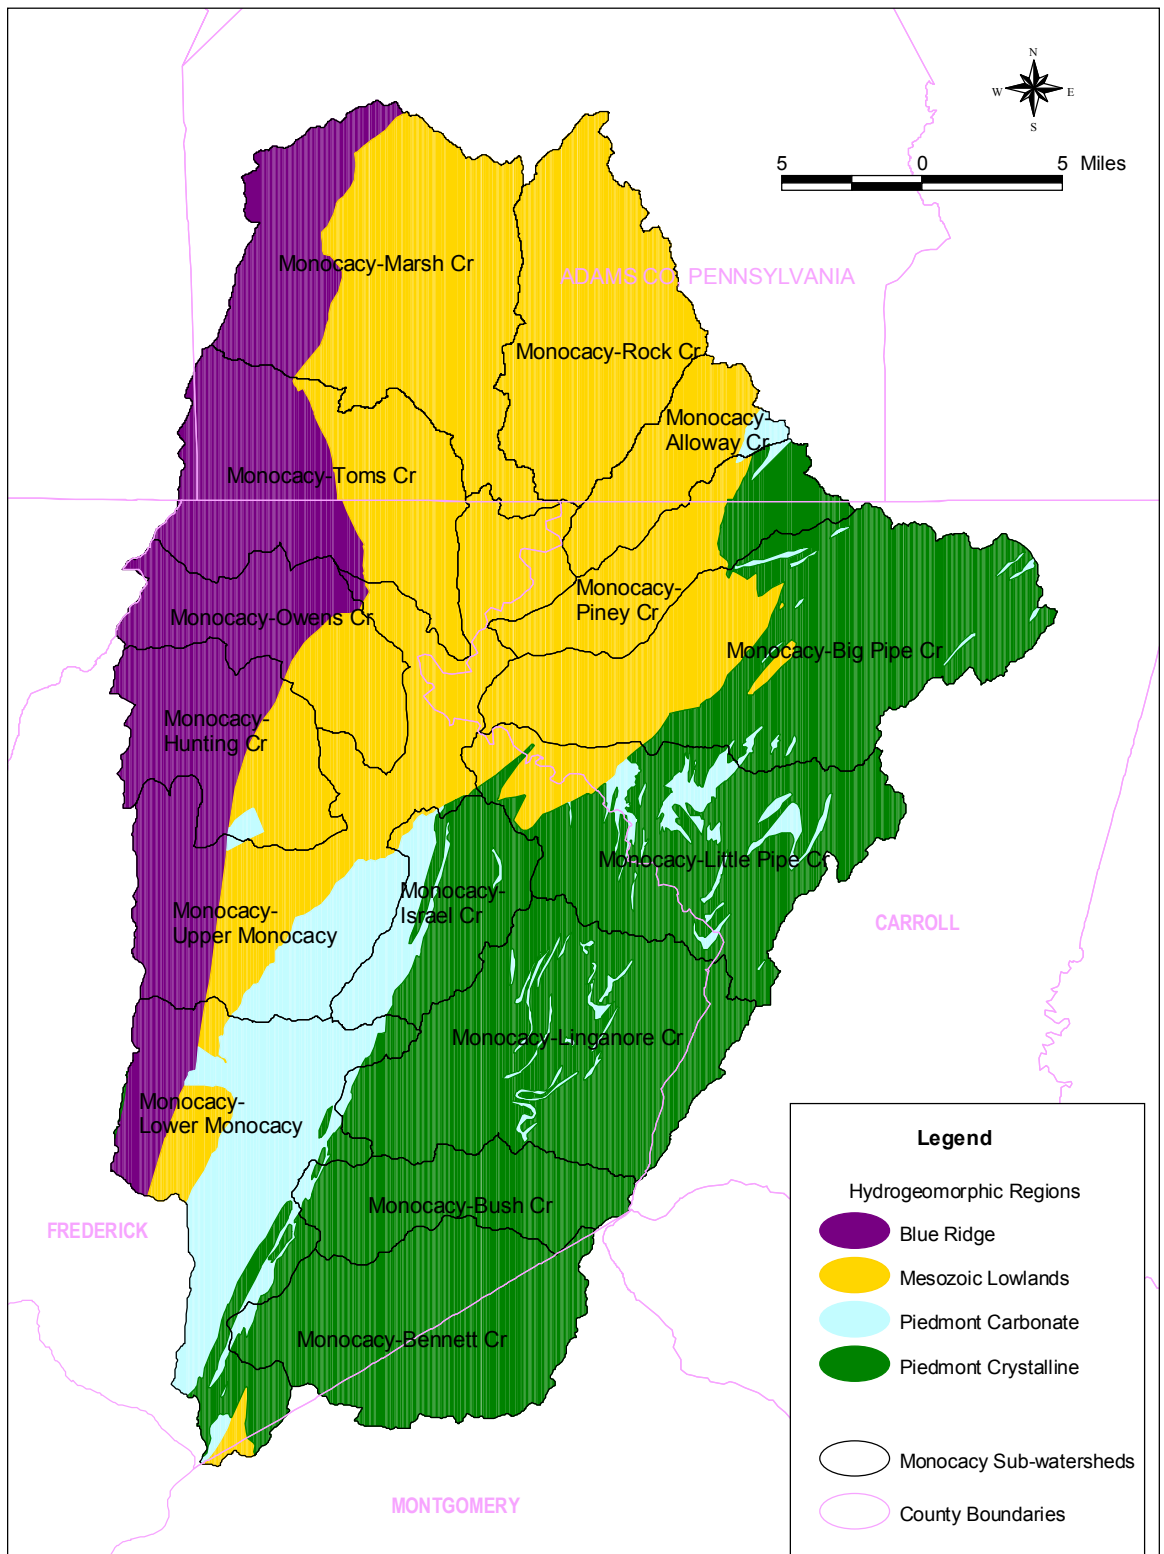 N
W E
S
5 0 5 Miles
Monocacy-Marsh Cr
ADAMS CO. PENNSYLVANIA
Monocacy-Rock Cr
Monocacy-
Alloway Cr
Monocacy-Toms Cr
Monocacy-
Piney Cr
Monocacy-Owens Cr
Monocacy-Big Pipe Cr
Monocacy-
Hunting Cr
Monocacy-Little Pipe Cr
Monocacy-
Israel Cr
Monocacy-
Upper Monocacy
CARROLL
Monocacy-Linganore Cr
Monocacy-
Lower Monocacy
Monocacy-Bush Cr
FREDERICK
Monocacy-Bennett Cr
MONTGOMERY
Legend
Hydrogeomorphic Regions
Blue Ridge
Mesozoic Lowlands
Piedmont Carbonate
Piedmont Crystalline
Monocacy Sub-watersheds
County Boundaries